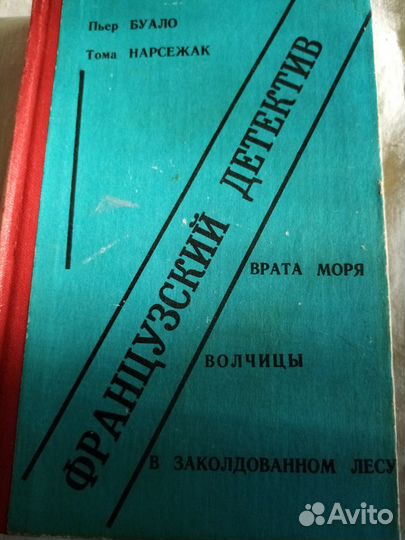 Пьер БУАЛО
Тома НАРСЕЖАК
ФРАНЦУЗСКИЙ ДЕТЕКТИВ
ВРАТА МОРЯ
ВОЛЧИЦЫ
В ЗАКОЛДОВАННОМ ЛЕСУ
Avito